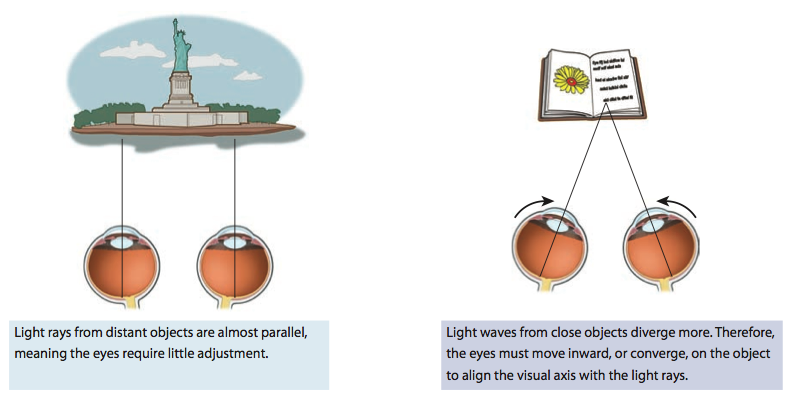 Light rays from distant objects are almost parallel,
meaning the eyes require little adjustment.
Light waves from close objects diverge more. Therefore,
the eyes must move inward, or converge, on the object
to align the visual axis with the light rays.